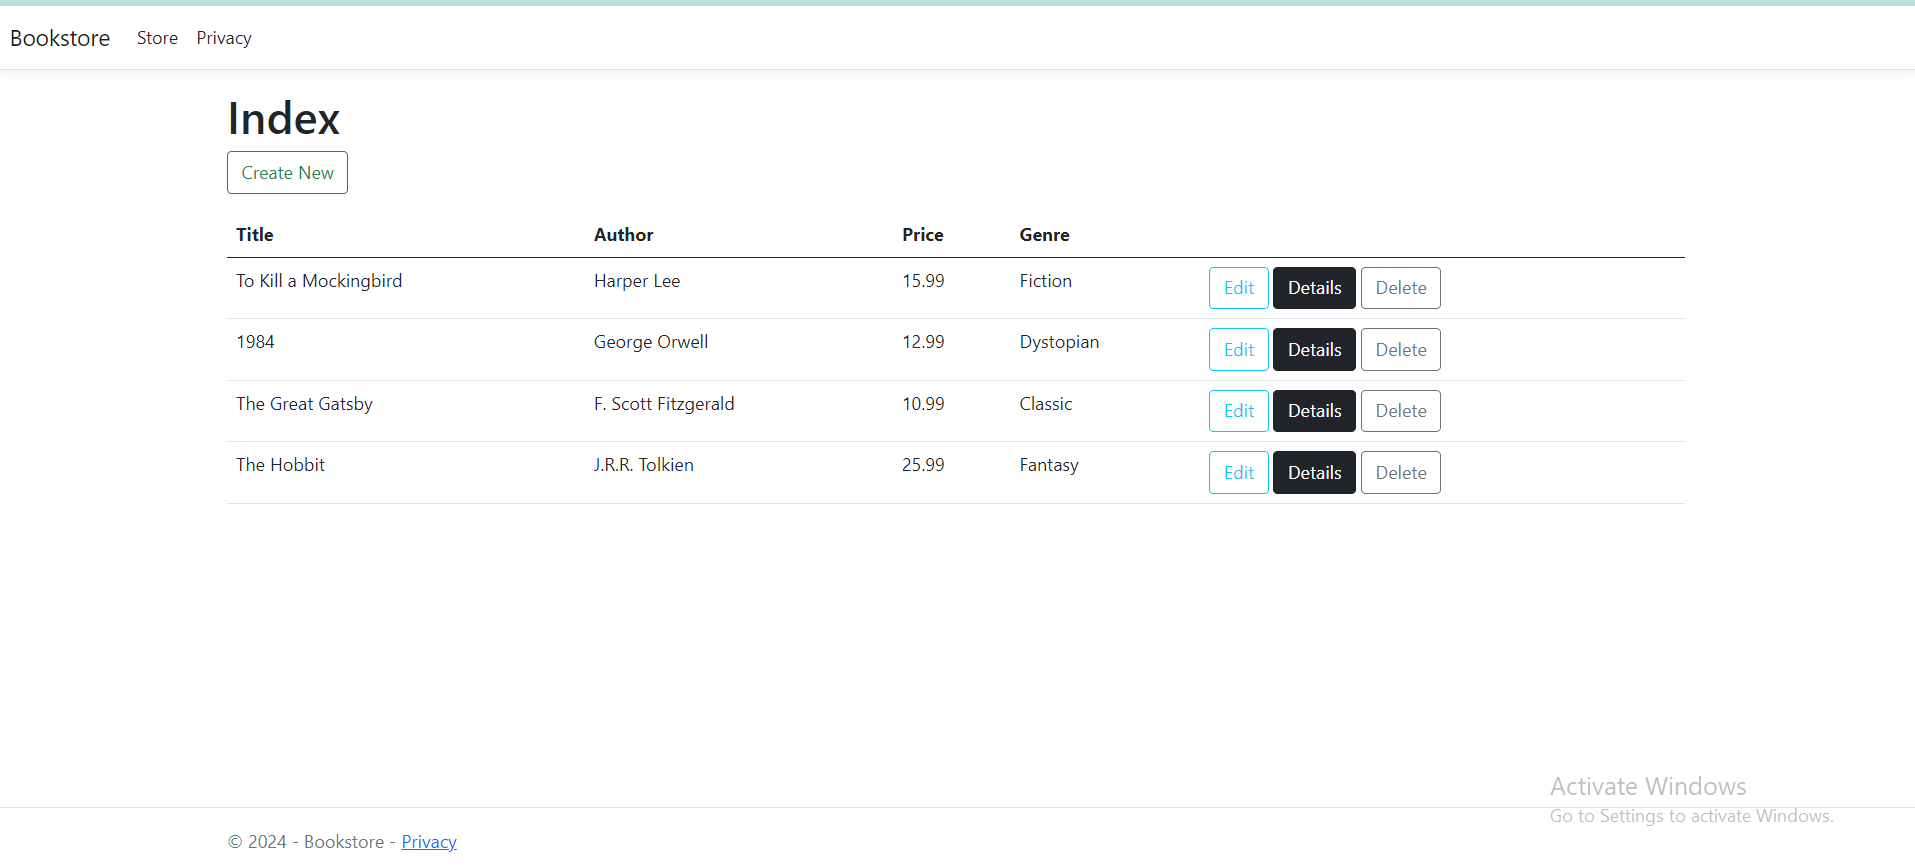 Bookstore Store Privacy
Index
Create New
Title Author Price Genre
To Kill a Mockingbird Harper Lee 15.99 Fiction Edit Details Delete
1984 George Orwell 12.99 Dystopian Edit Details Delete
The Great Gatsby F. Scott Fitzgerald 10.99 Classic Edit Details Delete
The Hobbit J.R.R. Tolkien 25.99 Fantasy Edit Details Delete
Activate Windows
Go to Settings to activate Windows.
© 2024 - Bookstore - Privacy